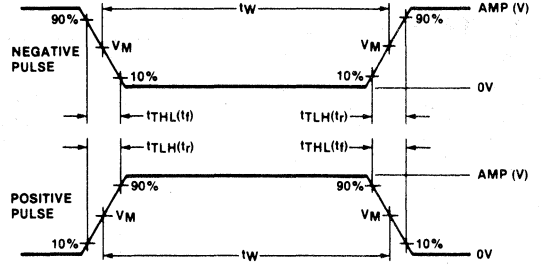 90% tW 90% AMP (V)
NEGATIVE PULSE VM VM
10% 10% 0V
tTHL(tf) tTLH(tr)
tTLH(tr) tTHL(tf)
90% 90% AMP (V)
POSITIVE PULSE VM VM
10% tW 10% 0V